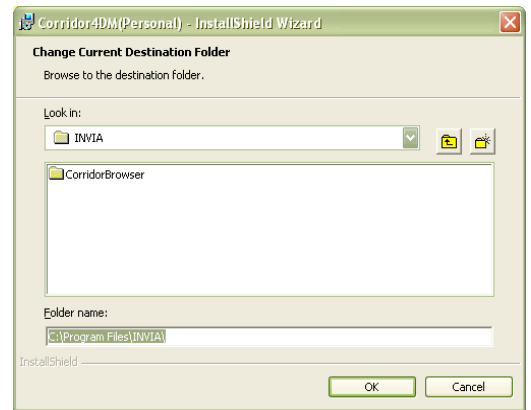 Corridor4DM(Personal) - InstallShield Wizard
Change Current Destination Folder
Browse to the destination folder.
Look in:
INVIA
CorridorBrowser
Folder name:
C:\Program Files\INVIA\
InstallShield
OK Cancel